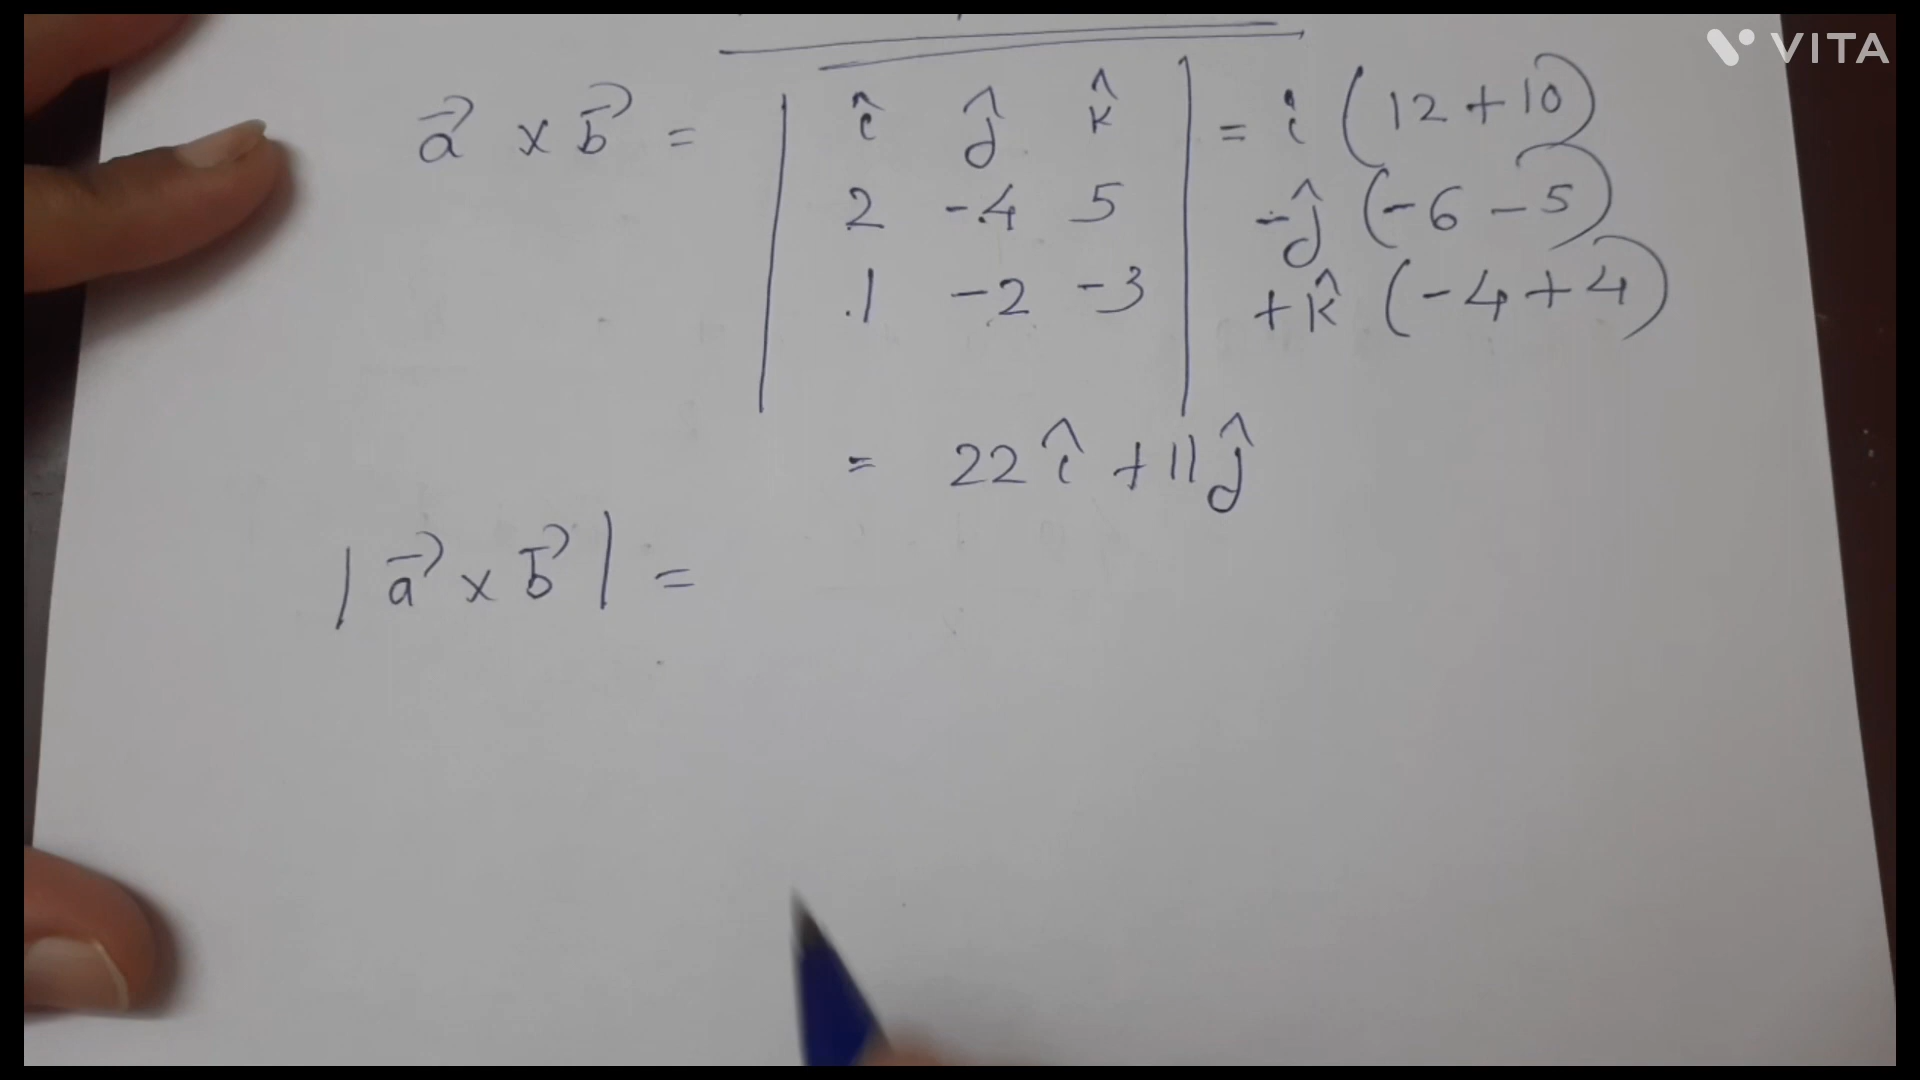 VITA
a⃗ × b⃗ = | î ĵ k̂ | = i (12 + 10)
2 -4 5 -ĵ (-6 - 5)
.1 -2 -3 +k̂ (-4 + 4)
= 22 î + 11 ĵ
| a⃗ × b⃗ | =